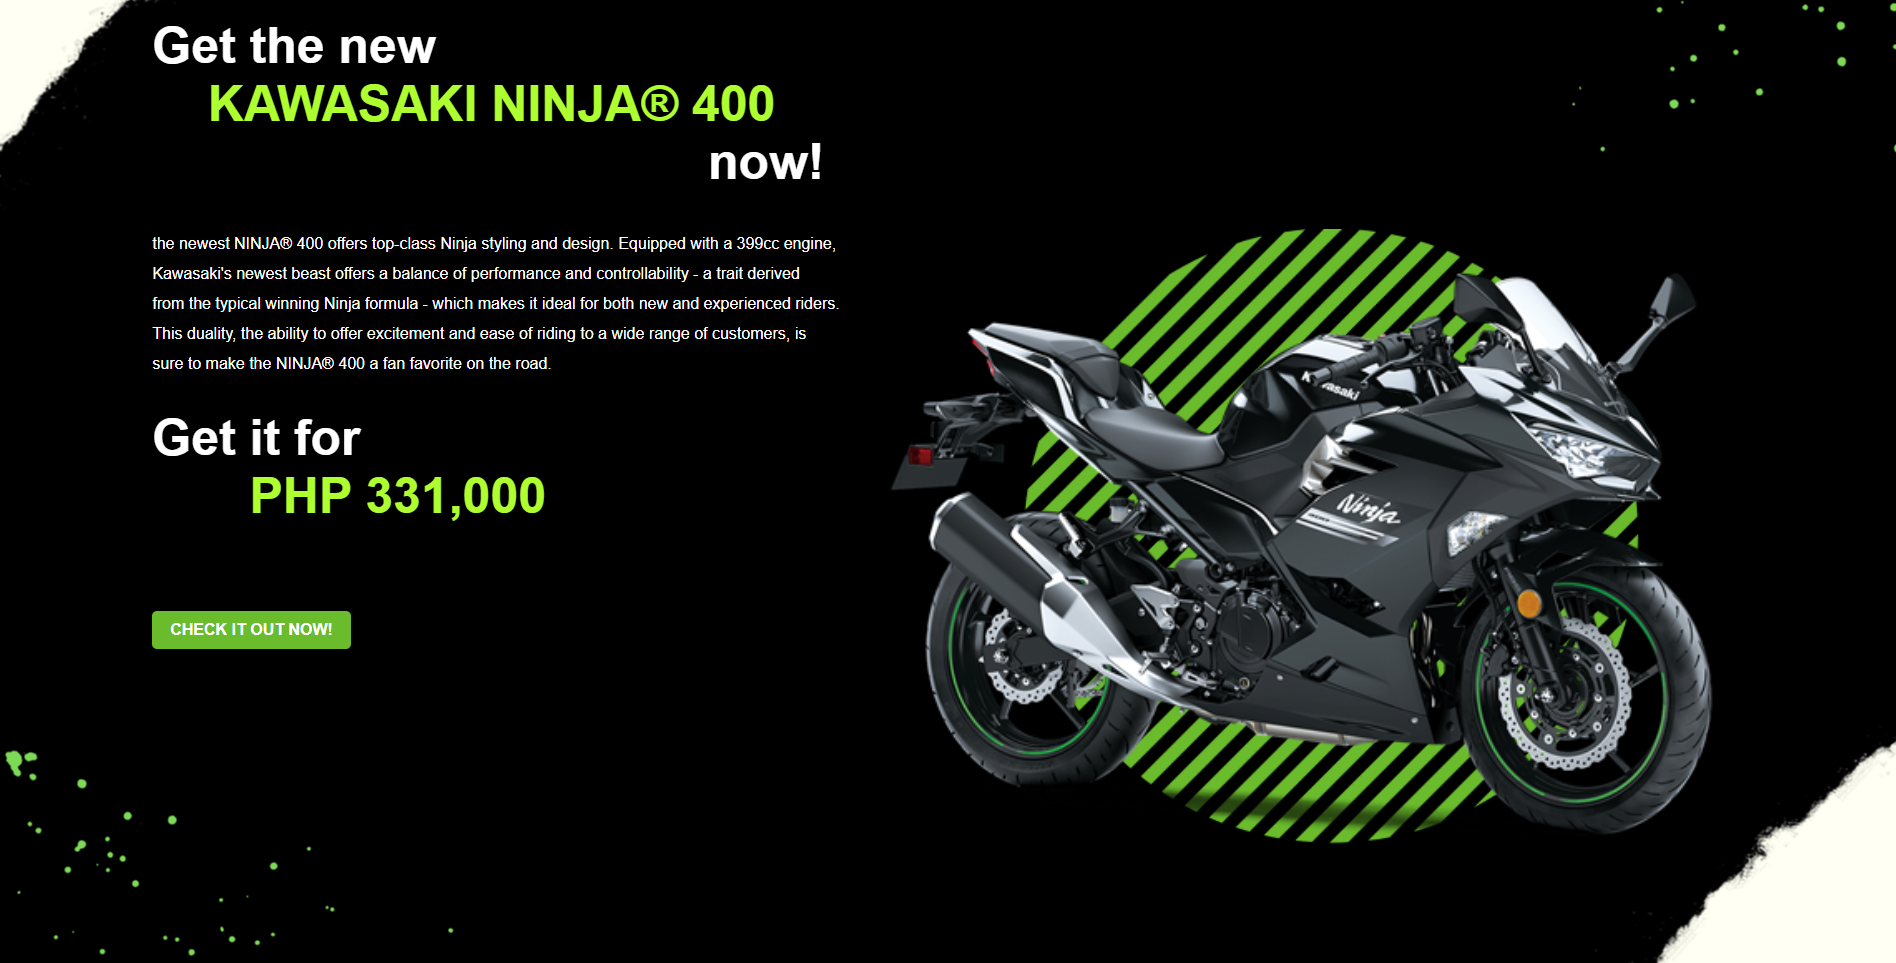 Get the new
KAWASAKI NINJA® 400
now!
the newest NINJA® 400 offers top-class Ninja styling and design. Equipped with a 399cc engine,
Kawasaki's newest beast offers a balance of performance and controllability - a trait derived
from the typical winning Ninja formula - which makes it ideal for both new and experienced riders.
This duality, the ability to offer excitement and ease of riding to a wide range of customers, is
sure to make the NINJA® 400 a fan favorite on the road.
Get it for
PHP 331,000
CHECK IT OUT NOW!
Kawasaki
Ninja